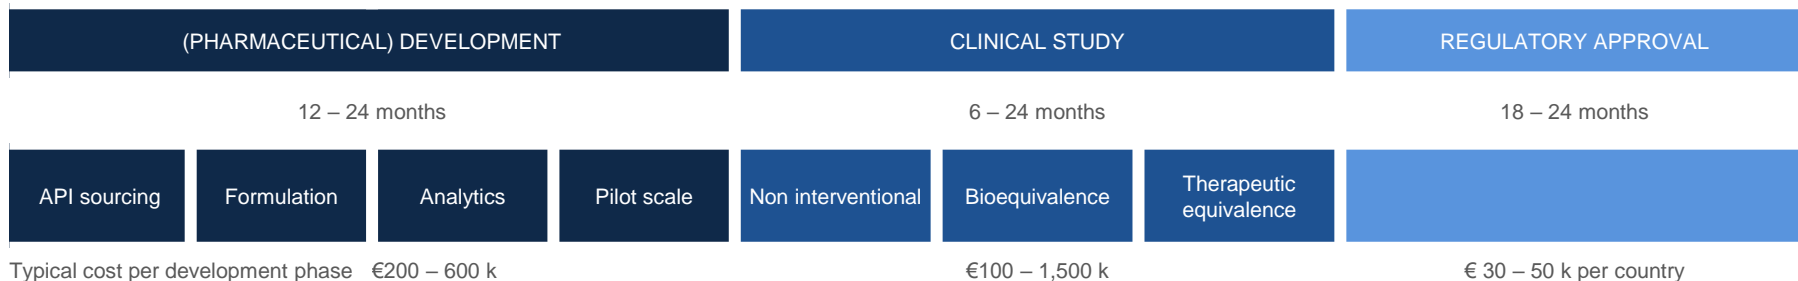 (PHARMACEUTICAL) DEVELOPMENT CLINICAL STUDY REGULATORY APPROVAL
12 – 24 months 6 – 24 months 18 – 24 months
API sourcing Formulation Analytics Pilot scale Non interventional Bioequivalence Therapeutic
equivalence
Typical cost per development phase €200 – 600 k €100 – 1,500 k € 30 – 50 k per country